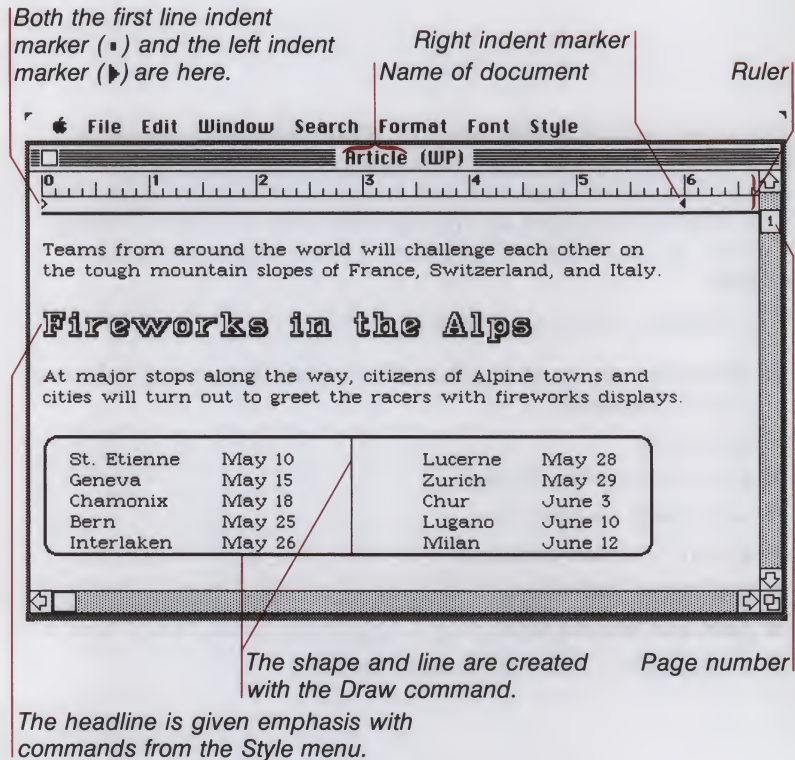 Both the first line indent
marker (▪) and the left indent
marker (▶) are here.
Right indent marker
Name of document
Ruler
File Edit Window Search Format Font Style
Article (WP)
0 1 2 3 4 5 6
1
Teams from around the world will challenge each other on
the tough mountain slopes of France, Switzerland, and Italy.
Fireworks in the Alps
At major stops along the way, citizens of Alpine towns and
cities will turn out to greet the racers with fireworks displays.
St. Etienne May 10 Lucerne May 28
Geneva May 15 Zurich May 29
Chamonix May 18 Chur June 3
Bern May 25 Lugano June 10
Interlaken May 26 Milan June 12
The shape and line are created
with the Draw command.
Page number
The headline is given emphasis with
commands from the Style menu.